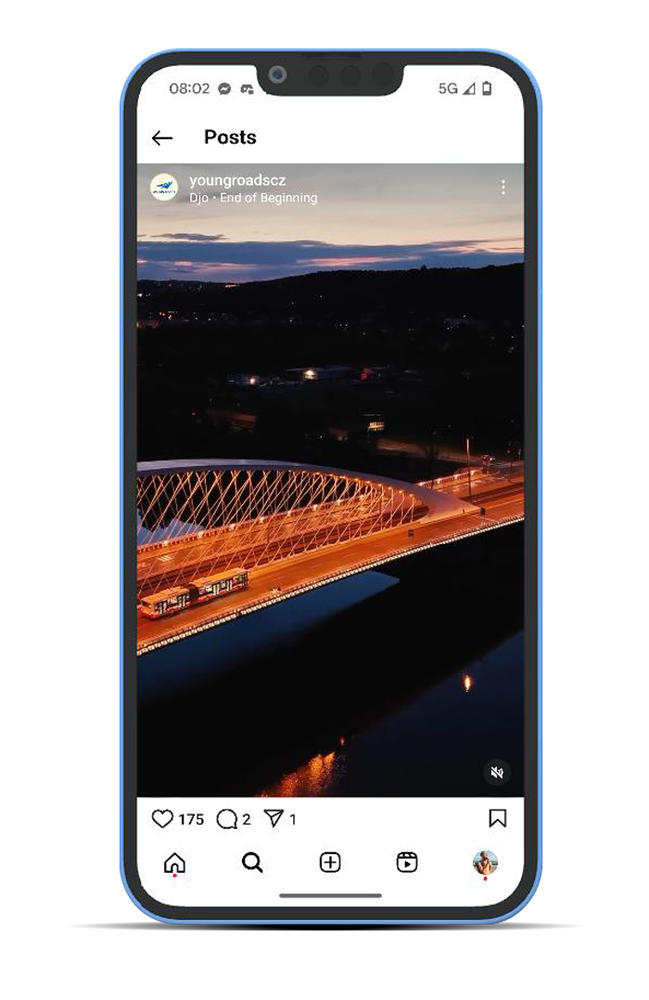 08:02
5G
Posts
youngroadscz
Djo • End of Beginning
175
2
1